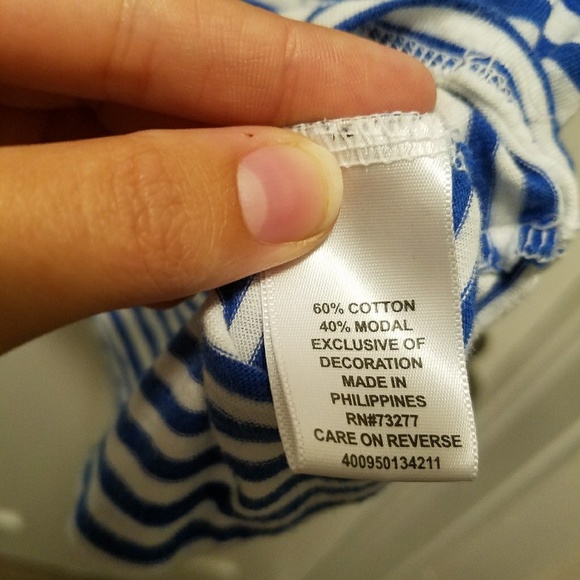 60% COTTON
40% MODAL
EXCLUSIVE OF
DECORATION
MADE IN
PHILIPPINES
RN#73277
CARE ON REVERSE
400950134211